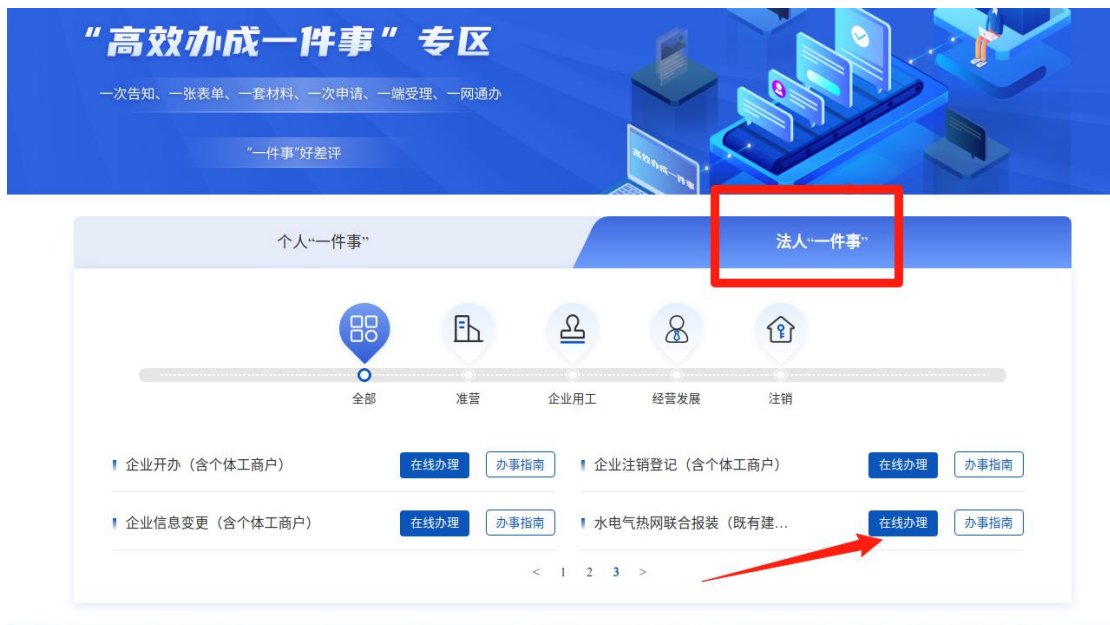 “高效办成一件事”专区
一次告知、一张表单、一套材料、一次申请、一端受理、一网通办
“一件事”好差评
高效办成一件事
个人“一件事”
法人“一件事”
全部 准营 企业用工 经营发展 注销
企业开办（含个体工商户） 在线办理 办事指南 企业注销登记（含个体工商户） 在线办理 办事指南
企业信息变更（含个体工商户） 在线办理 办事指南 水电气热网联合报装（既有建... 在线办理 办事指南
< 1 2 3 >